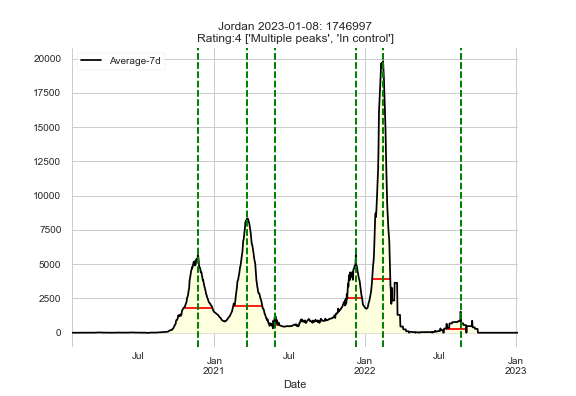 Jordan 2023-01-08: 1746997
Rating:4 ['Multiple peaks', 'In control']
Average-7d
20000
17500
15000
12500
10000
7500
5000
2500
0
Jul
Jan
2021
Jul
Jan
2022
Jul
Jan
2023
Date